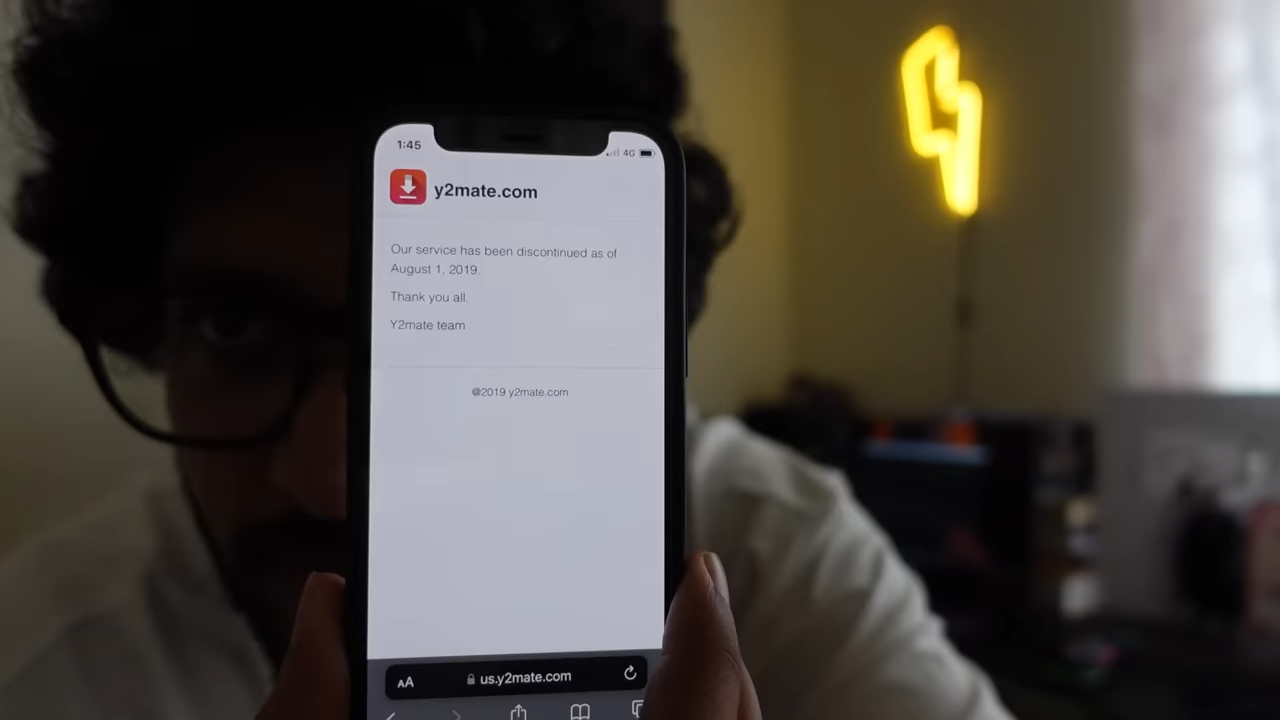 1:45
4G
y2mate.com
Our service has been discontinued as of
August 1, 2019.
Thank you all.
Y2mate team
@2019 y2mate.com
AA
us.y2mate.com